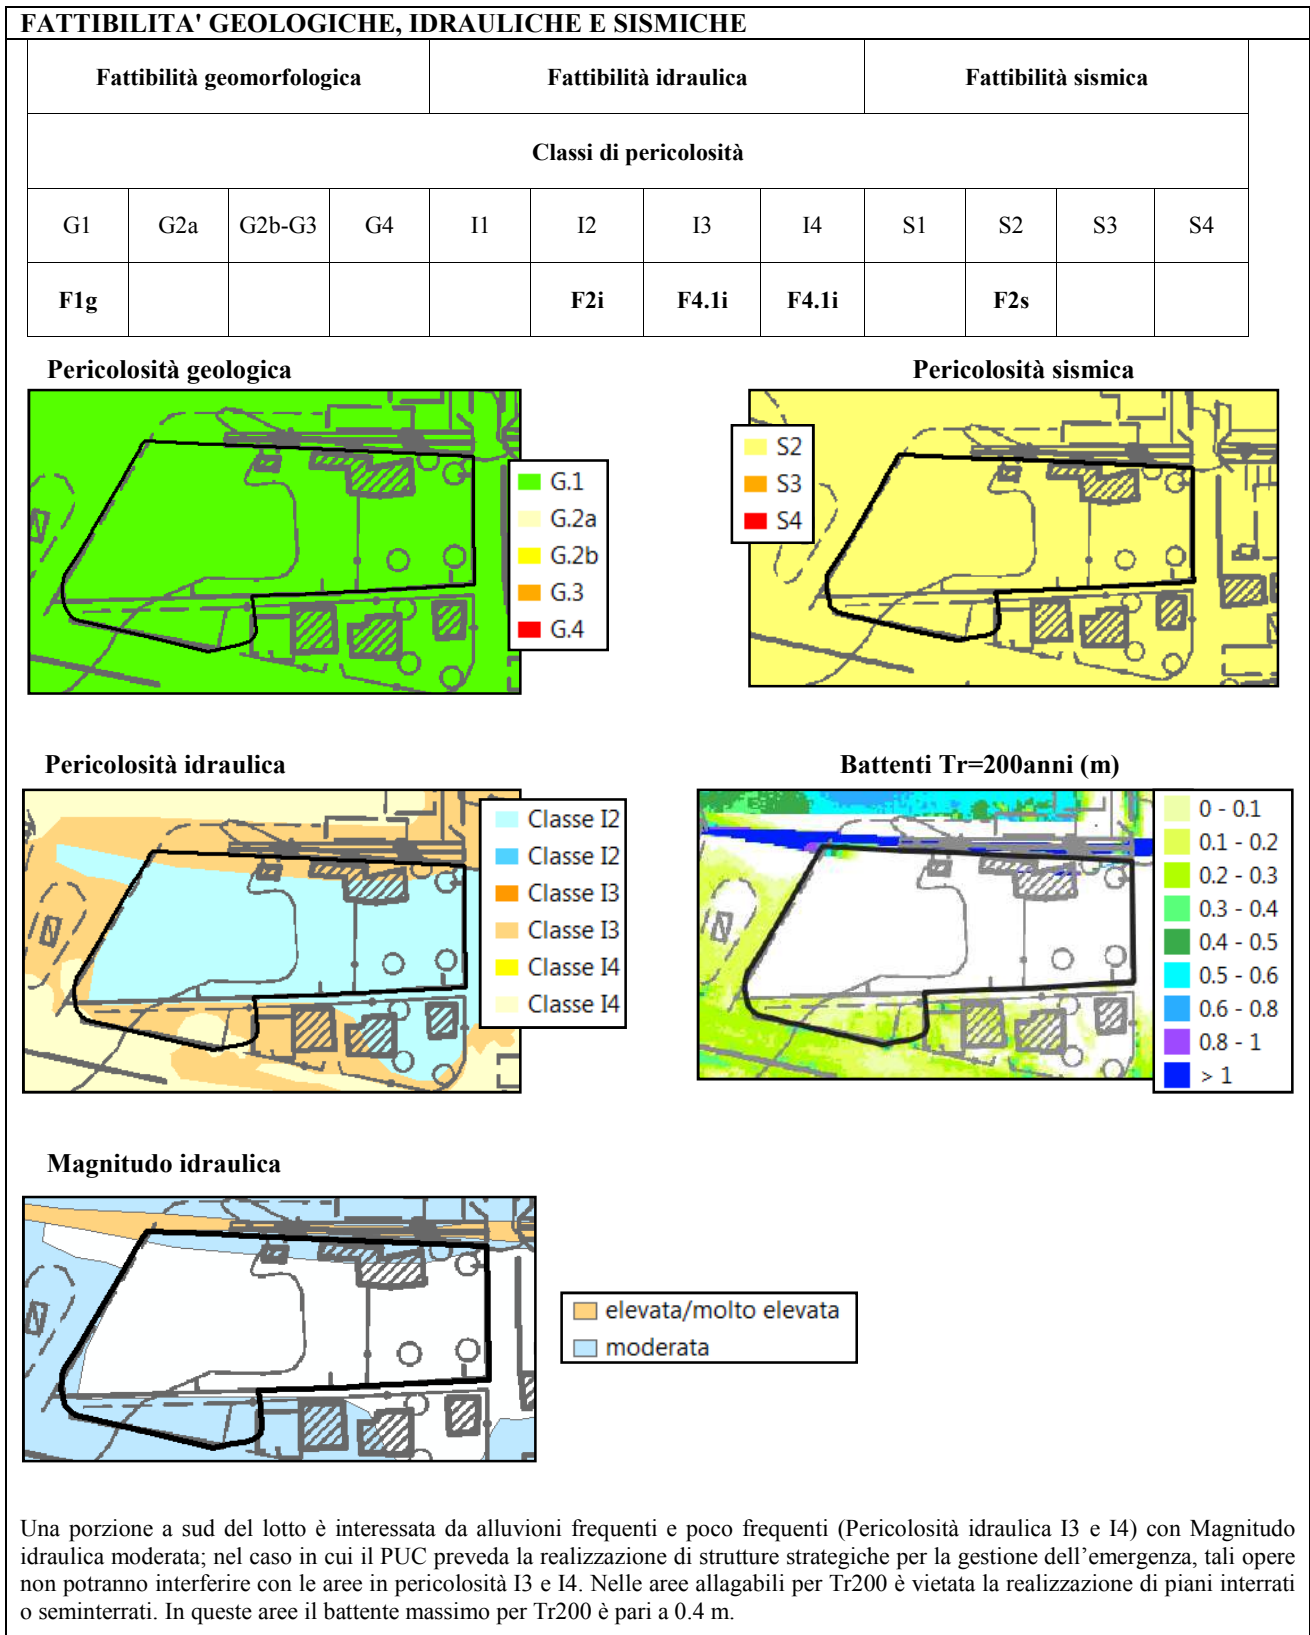 FATTIBILITA' GEOLOGICHE, IDRAULICHE E SISMICHE
Fattibilità geomorfologica Fattibilità idraulica Fattibilità sismica
Classi di pericolosità
G1 G2a G2b-G3 G4 I1 I2 I3 I4 S1 S2 S3 S4
F1g F2i F4.1i F4.1i F2s
Pericolosità geologica
G.1
G.2a
G.2b
G.3
G.4
Pericolosità sismica
S2
S3
S4
Pericolosità idraulica
Classe I2
Classe I2
Classe I3
Classe I3
Classe I4
Classe I4
Battenti Tr=200anni (m)
0 - 0.1
0.1 - 0.2
0.2 - 0.3
0.3 - 0.4
0.4 - 0.5
0.5 - 0.6
0.6 - 0.8
0.8 - 1
> 1
Magnitudo idraulica
elevata/molto elevata
moderata
Una porzione a sud del lotto è interessata da alluvioni frequenti e poco frequenti (Pericolosità idraulica I3 e I4) con Magnitudo
idraulica moderata; nel caso in cui il PUC preveda la realizzazione di strutture strategiche per la gestione dell’emergenza, tali opere
non potranno interferire con le aree in pericolosità I3 e I4. Nelle aree allagabili per Tr200 è vietata la realizzazione di piani interrati
o seminterrati. In queste aree il battente massimo per Tr200 è pari a 0.4 m.